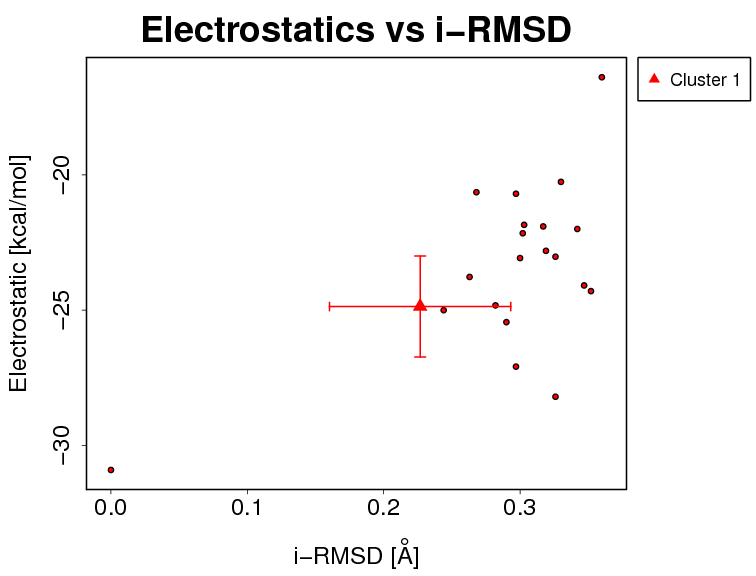 Electrostatics vs i−RMSD
Cluster 1
Electrostatic [kcal/mol]
−20
−25
−30
0.0 0.1 0.2 0.3
i−RMSD [Å]